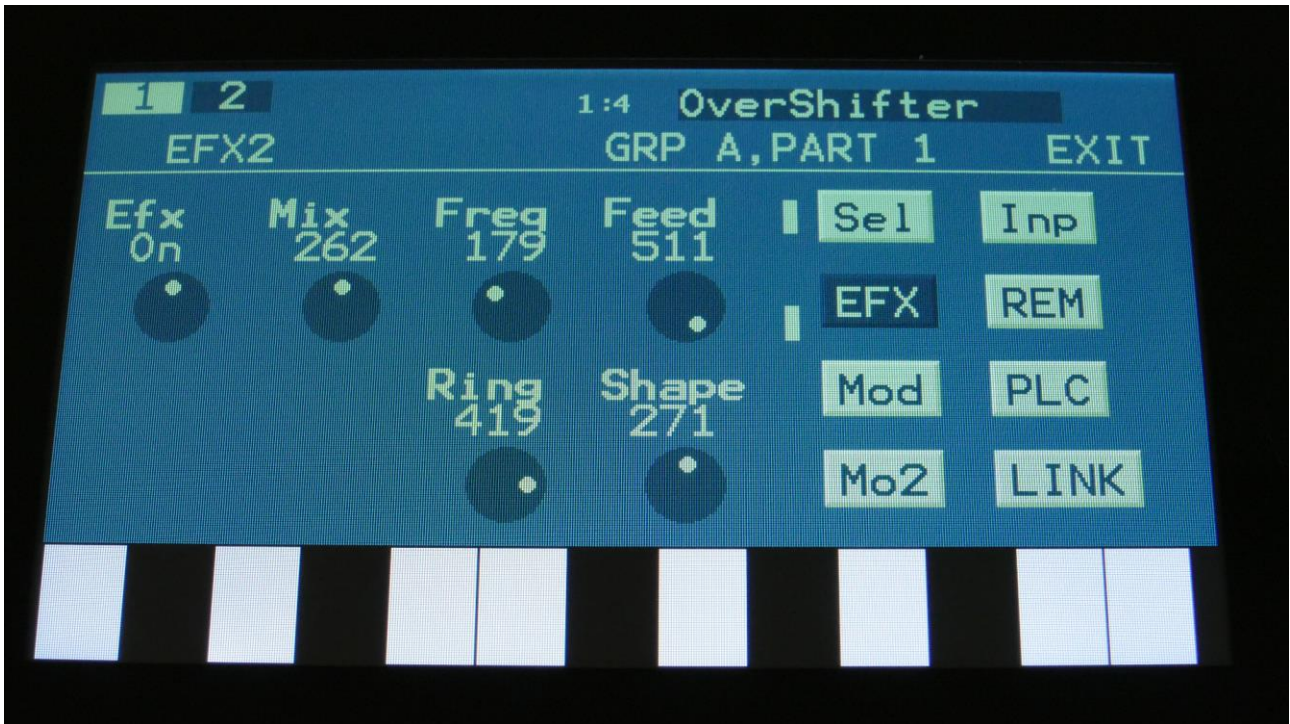 1 2 1:4 OverShifter
EFX2 GRP A,PART 1 EXIT
Efx Mix Freq Feed Sel Inp
On 262 179 511
EFX REM
Ring Shape Mod PLC
419 271
Mo2 LINK